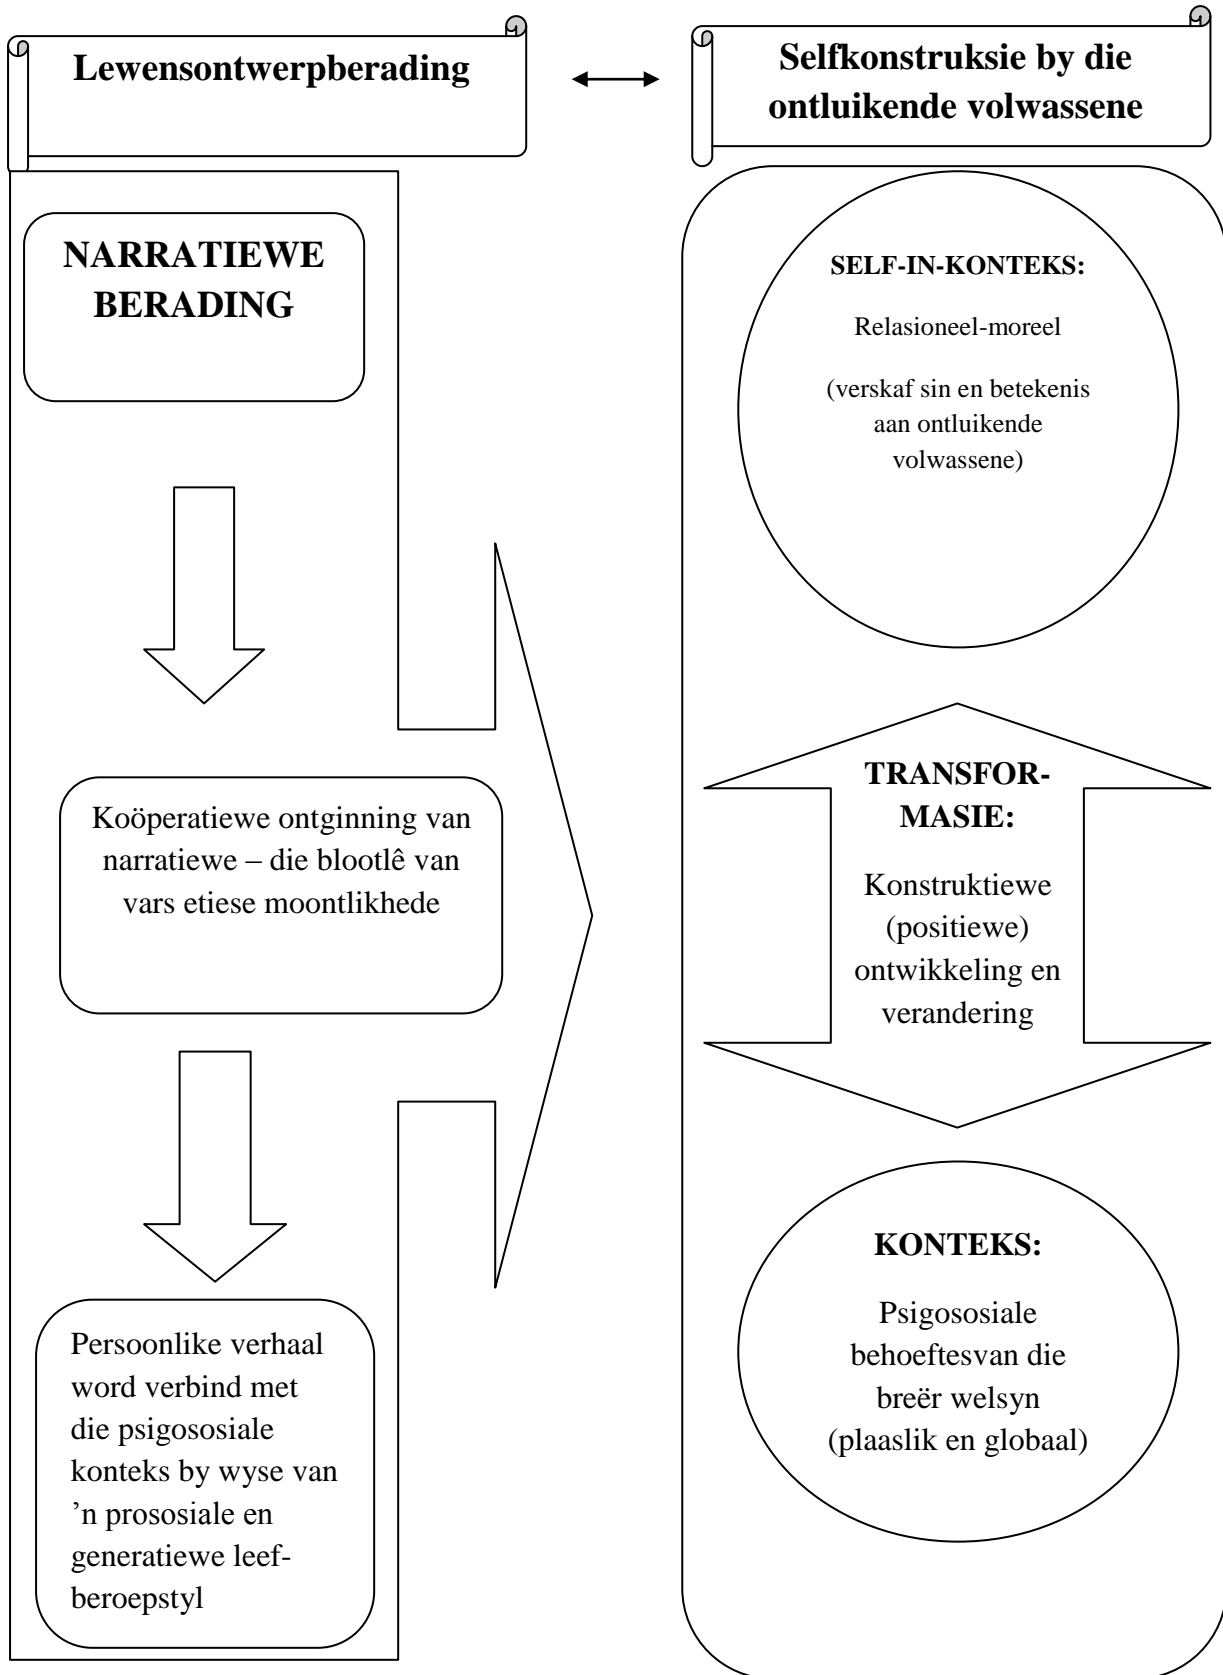 Lewensontwerpberading
Selfkonstruksie by die
ontluikende volwassene
NARRATIEWE
BERADING
Koöperatiewe ontginning van
narratiewe – die blootlê van
vars etiese moontlikhede
Persoonlike verhaal
word verbind met
die psigososiale
konteks by wyse van
’n prososiale en
generatiewe leef-
beroepstyl
SELF-IN-KONTEKS:
Relasioneel-moreel
(verskaf sin en betekenis
aan ontluikende
volwassene)
TRANSFOR-
MASIE:
Konstruktiewe
(positiewe)
ontwikkeling en
verandering
KONTEKS:
Psigososiale
behoeftesvan die
breër welsyn
(plaaslik en globaal)